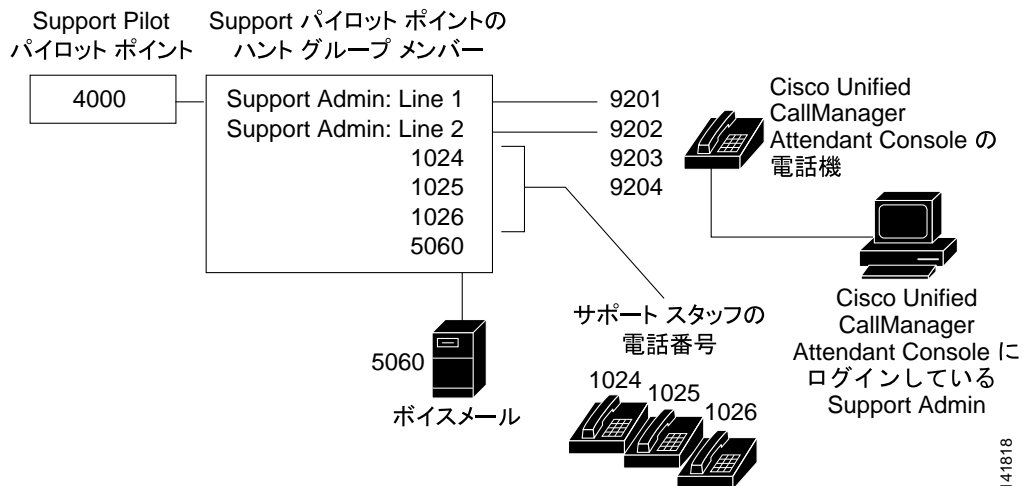 Support Pilot
パイロット ポイント
4000
Support パイロット ポイントの
ハント グループ メンバー
Support Admin: Line 1
Support Admin: Line 2
1024
1025
1026
5060
9201
9202
9203
9204
Cisco Unified
CallManager
Attendant Console の
電話機
Cisco Unified
CallManager
Attendant Console に
ログインしている
Support Admin
サポート スタッフの
電話番号
1024
1025
1026
5060
ボイスメール
141818